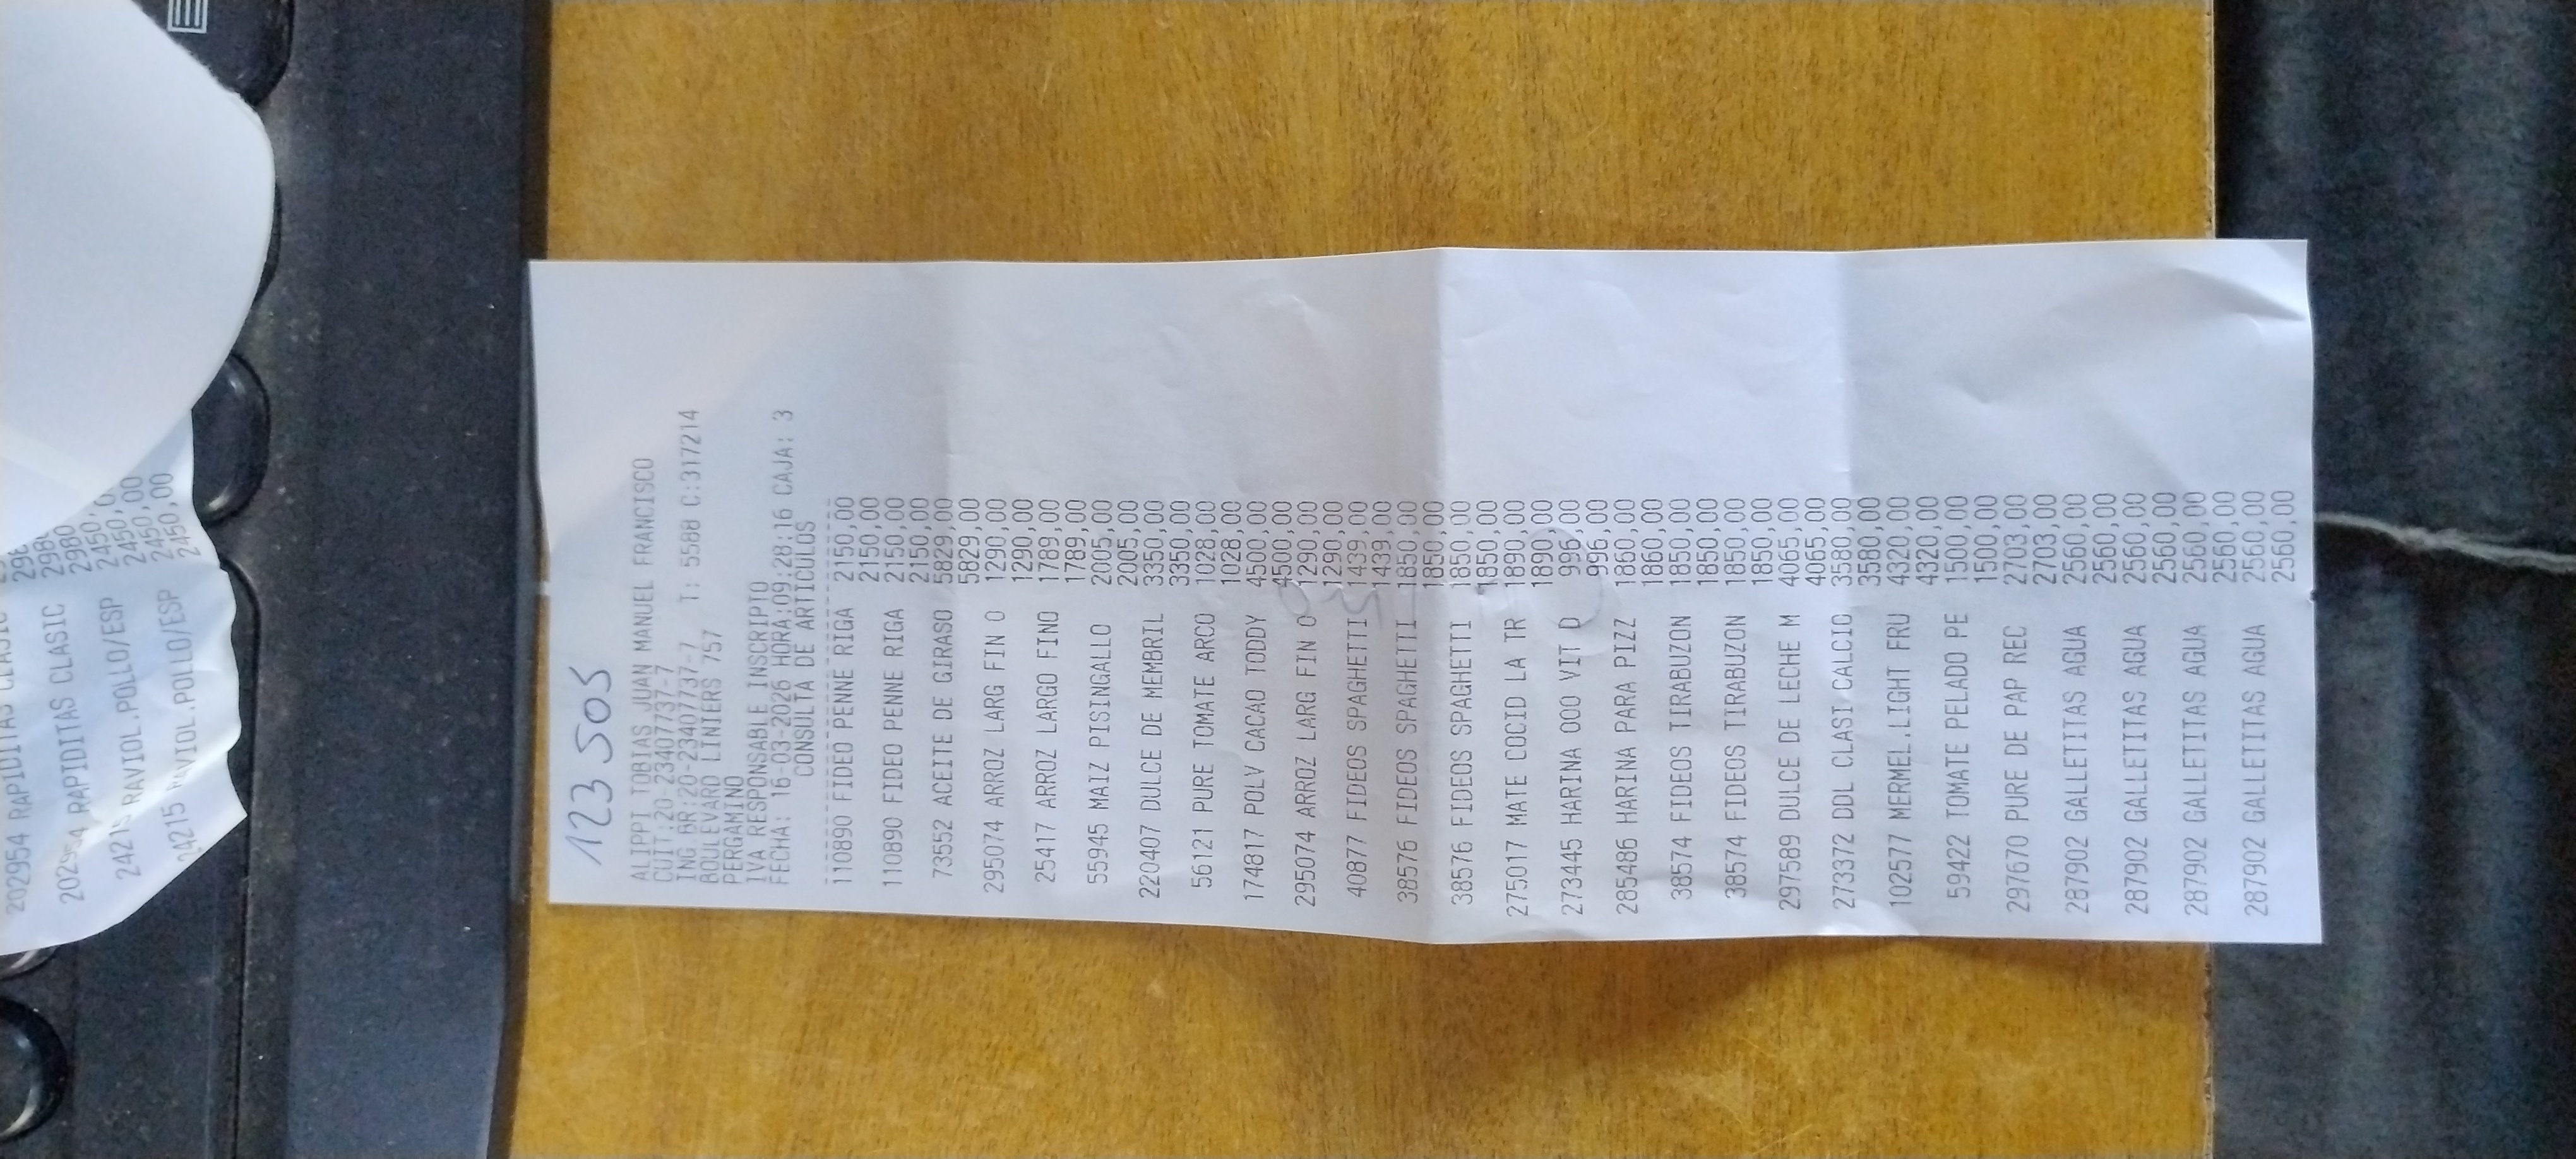 123 505
ALIPPI TOBIAS JUAN MANUEL FRANCISCO
CUIT:20-23407737-7
ING BR:20-23407737-7 T: 5588 C:317214
BOULEVARD LINIERS 757
PERGAMINO
IVA RESPONSABLE INSCRIPTO
FECHA: 16-03-2026 HORA:09:28:16 CAJA: 3
CONSULTA DE ARTICULOS
110890 FIDEO PENNE RIGA 2150,00
2150,00
110890 FIDEO PENNE RIGA 2150,00
2150,00
73552 ACEITE DE GIRASO 5829,00
5829,00
295074 ARROZ LARG FIN O 1290,00
1290,00
25417 ARROZ LARGO FINO 1789,00
1789,00
55945 MAIZ PISINGALLO 2005,00
2005,00
220407 DULCE DE MEMBRIL 3350,00
3350,00
56121 PURE TOMATE ARCO 1028,00
1028,00
174817 POLV CACAO TODDY 4500,00
4500,00
295074 ARROZ LARG FIN O 1290,00
1290,00
40877 FIDEOS SPAGHETTI 1439,00
1439,00
38576 FIDEOS SPAGHETTI 1850,00
1850,00
38576 FIDEOS SPAGHETTI 1850,00
1850,00
275017 MATE COCID LA TR 1890,00
1890,00
273445 HARINA 000 VIT D 996,00
996,00
285486 HARINA PARA PIZZ 1860,00
1860,00
38574 FIDEOS TIRABUZON 1850,00
1850,00
38574 FIDEOS TIRABUZON 1850,00
1850,00
297589 DULCE DE LECHE M 4065,00
4065,00
273372 DDL CLASI CALCIO 3580,00
3580,00
102577 MERMEL.LIGHT FRU 4320,00
4320,00
59422 TOMATE PELADO PE 1500,00
1500,00
297670 PURE DE PAP REC 2703,00
2703,00
287902 GALLETITAS AGUA 2560,00
2560,00
287902 GALLETITAS AGUA 2560,00
2560,00
287902 GALLETITAS AGUA 2560,00
2560,00
287902 GALLETITAS AGUA 2560,00
2560,00
202954 RAPIDITAS CLASIC
202954 RAPIDITAS CLASIC 2980
24215 RAVIOL.POLLO/ESP 2450,0
2450,00
24215 RAVIOL.POLLO/ESP 2450,00
2450,00